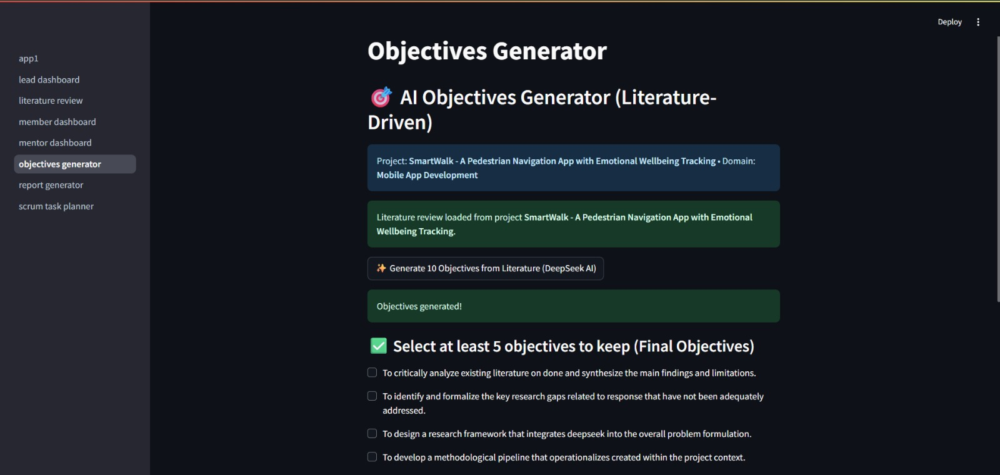 Deploy
app1
lead dashboard
literature review
member dashboard
mentor dashboard
objectives generator
report generator
scrum task planner
Objectives Generator
AI Objectives Generator (Literature-
Driven)
Project: SmartWalk - A Pedestrian Navigation App with Emotional Wellbeing Tracking • Domain:
Mobile App Development
Literature review loaded from project SmartWalk - A Pedestrian Navigation App with Emotional
Wellbeing Tracking.
Generate 10 Objectives from Literature (DeepSeek AI)
Objectives generated!
Select at least 5 objectives to keep (Final Objectives)
To critically analyze existing literature on done and synthesize the main findings and limitations.
To identify and formalize the key research gaps related to response that have not been adequately
addressed.
To design a research framework that integrates deepseek into the overall problem formulation.
To develop a methodological pipeline that operationalizes created within the project context.